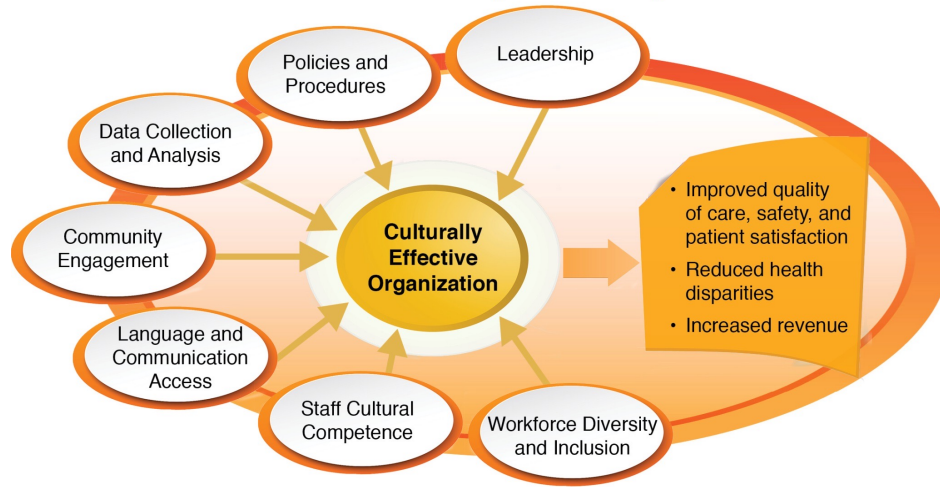 Leadership
Policies and
Procedures
Data Collection
and Analysis
Community
Engagement
Language and
Communication
Access
Staff Cultural
Competence
Workforce Diversity
and Inclusion
Culturally
Effective
Organization
• Improved quality
of care, safety, and
patient satisfaction
• Reduced health
disparities
• Increased revenue